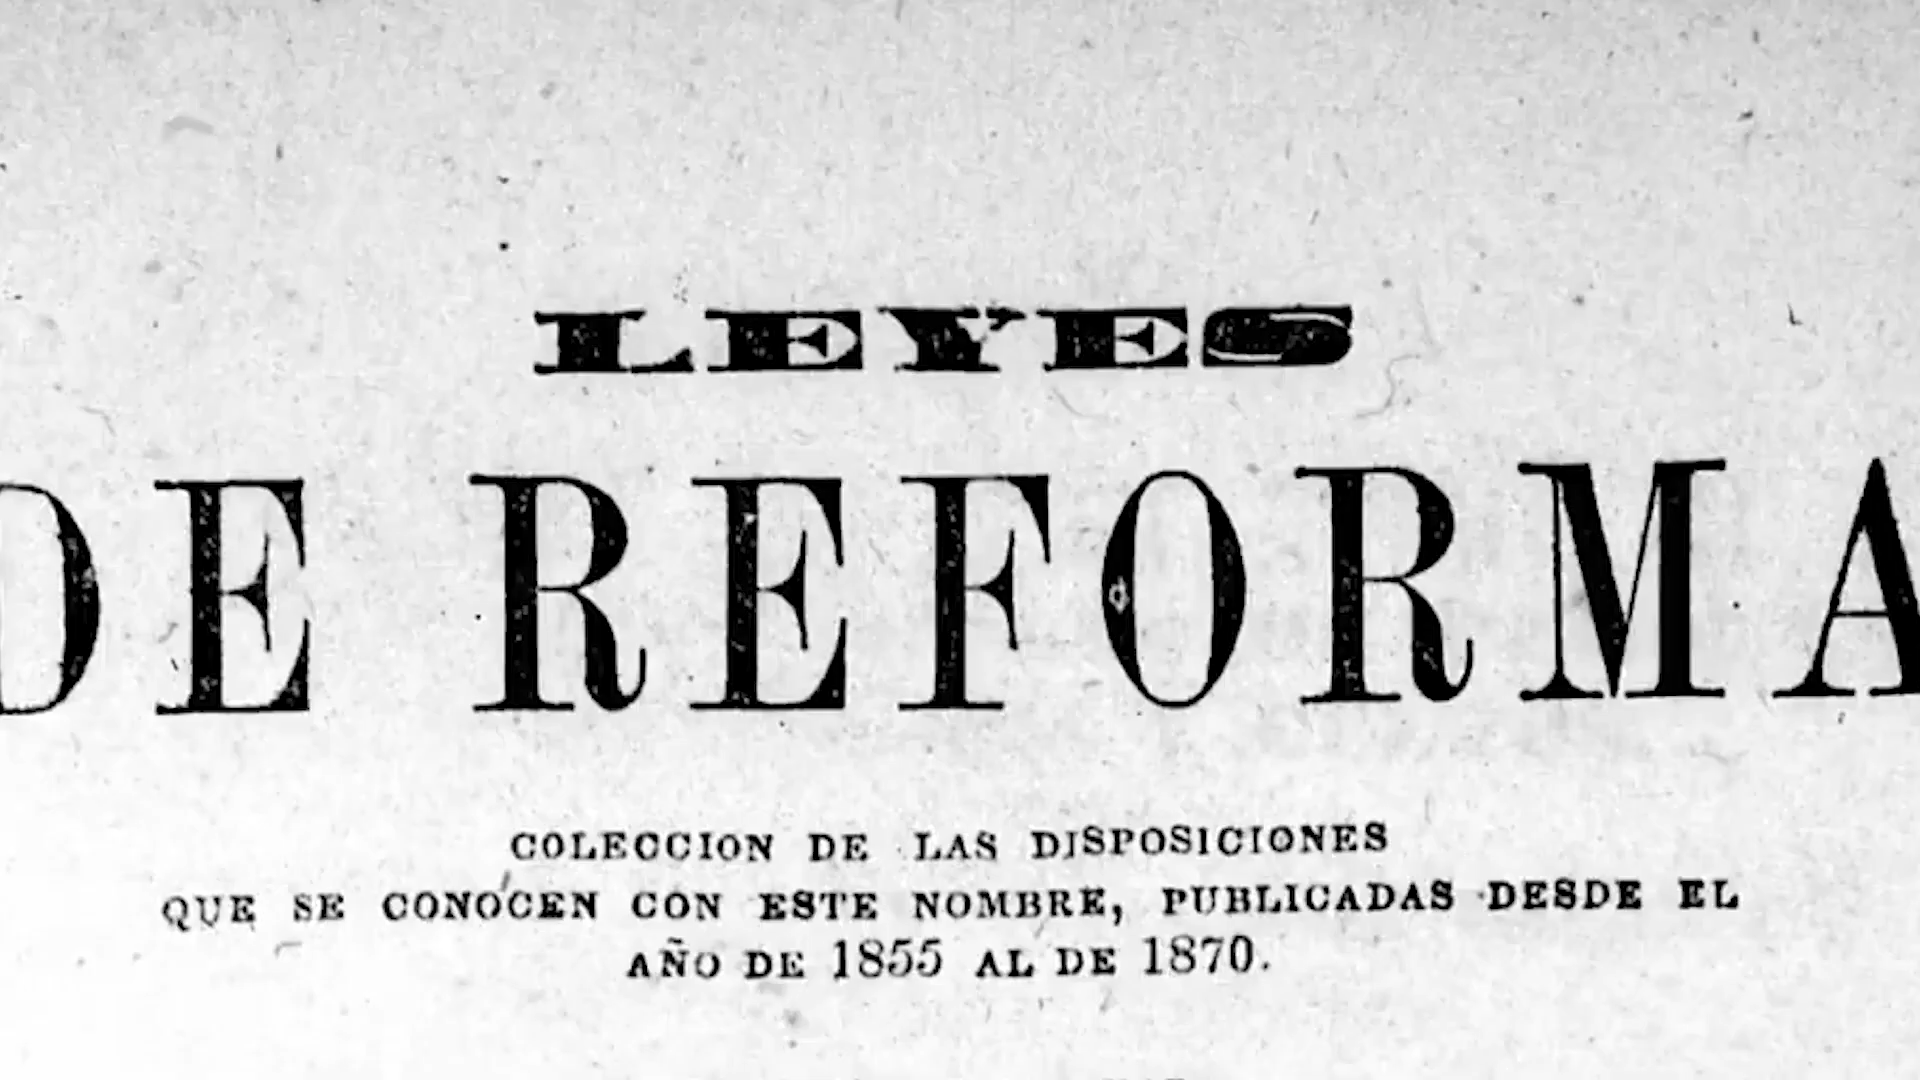 LEYES
DE REFORMA
COLECCION DE LAS DISPOSICIONES
QUE SE CONOCEN CON ESTE NOMBRE, PUBLICADAS DESDE EL
AÑO DE 1855 AL DE 1870.